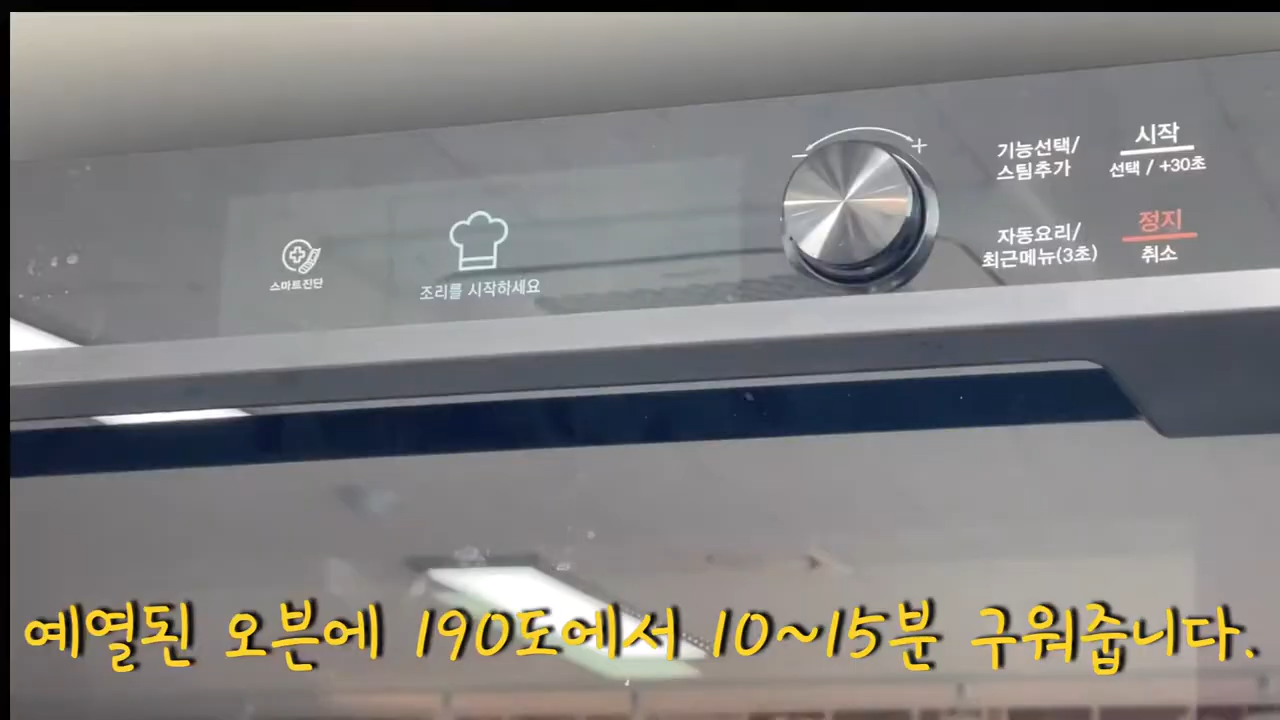 스마트진단
조리를 시작하세요
− +
기능선택/
스팀추가
시작
선택 / +30초
자동요리/
최근메뉴(3초)
정지
취소
예열된 오븐에 190도에서 10~15분 구워줍니다.